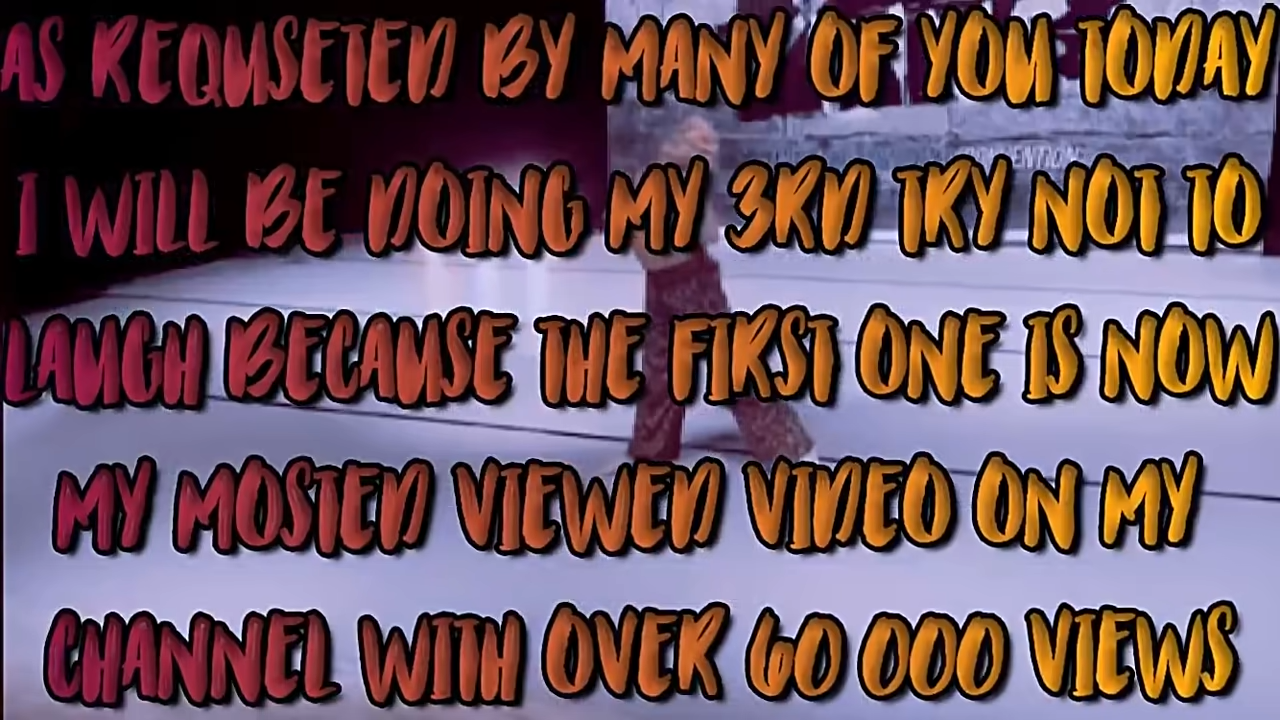 AS REQUSETED BY MANY OF YOU TODAY
I WILL BE DOING MY 3RD TRY NOT TO
LAUGH BECAUSE THE FIRST ONE IS NOW
MY MOSTED VIEWED VIDEO ON MY
CHANNEL WITH OVER 60 000 VIEWS